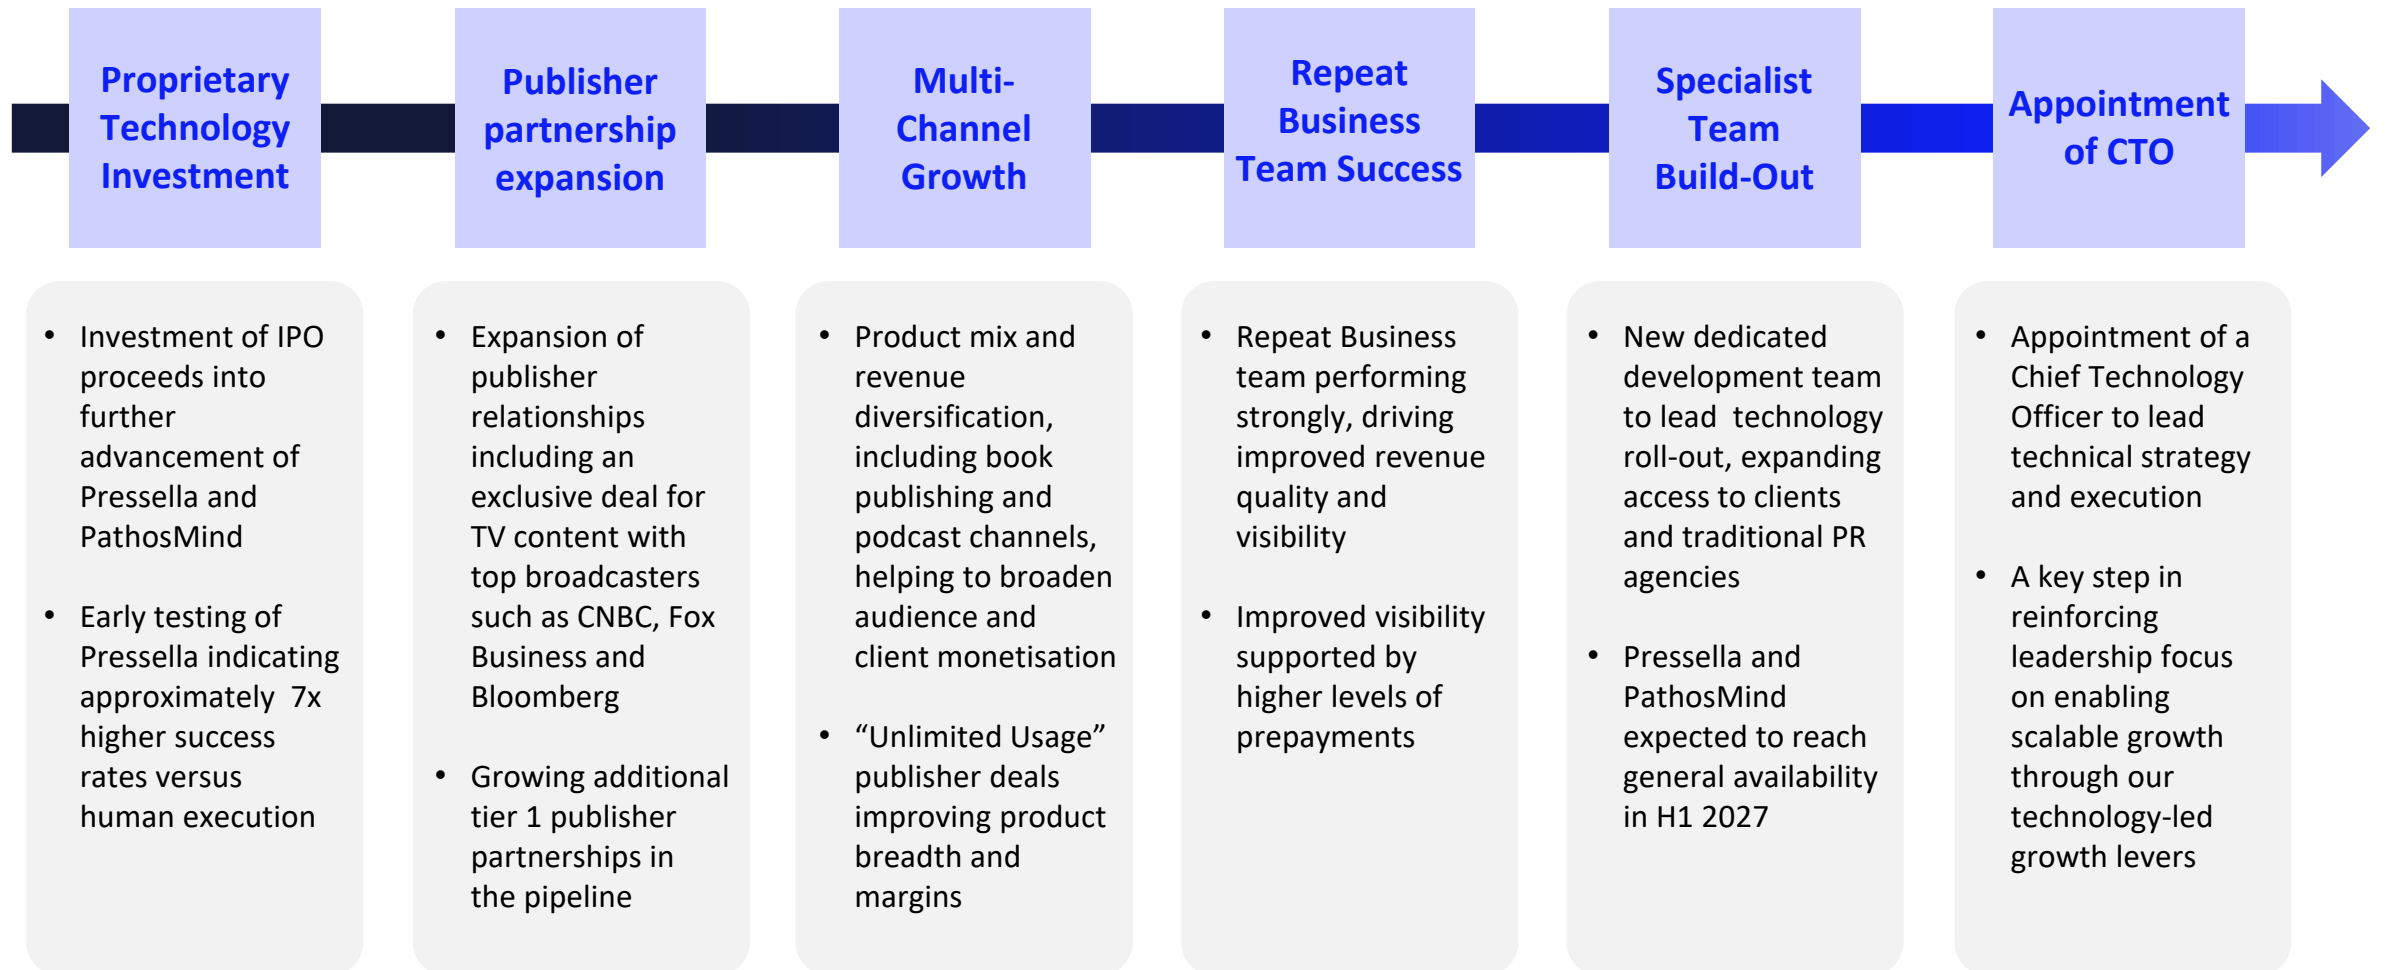 Proprietary
Technology
Investment
Publisher
partnership
expansion
Multi-
Channel
Growth
Repeat
Business
Team Success
Specialist
Team
Build-Out
Appointment
of CTO
• Investment of IPO
proceeds into
further
advancement of
Pressella and
PathosMind
• Early testing of
Pressella indicating
approximately  7x
higher success
rates versus
human execution
• Expansion of
publisher
relationships
including an
exclusive deal for
TV content with
top broadcasters
such as CNBC, Fox
Business and
Bloomberg
• Growing additional
tier 1 publisher
partnerships in
the pipeline
• Product mix and
revenue
diversification,
including book
publishing and
podcast channels,
helping to broaden
audience and
client monetisation
• “Unlimited Usage”
publisher deals
improving product
breadth and
margins
• Repeat Business
team performing
strongly, driving
improved revenue
quality and
visibility
• Improved visibility
supported by
higher levels of
prepayments
• New dedicated
development team
to lead  technology
roll-out, expanding
access to clients
and traditional PR
agencies
• Pressella and
PathosMind
expected to reach
general availability
in H1 2027
• Appointment of a
Chief Technology
Officer to lead
technical strategy
and execution
• A key step in
reinforcing
leadership focus
on enabling
scalable growth
through our
technology-led
growth levers